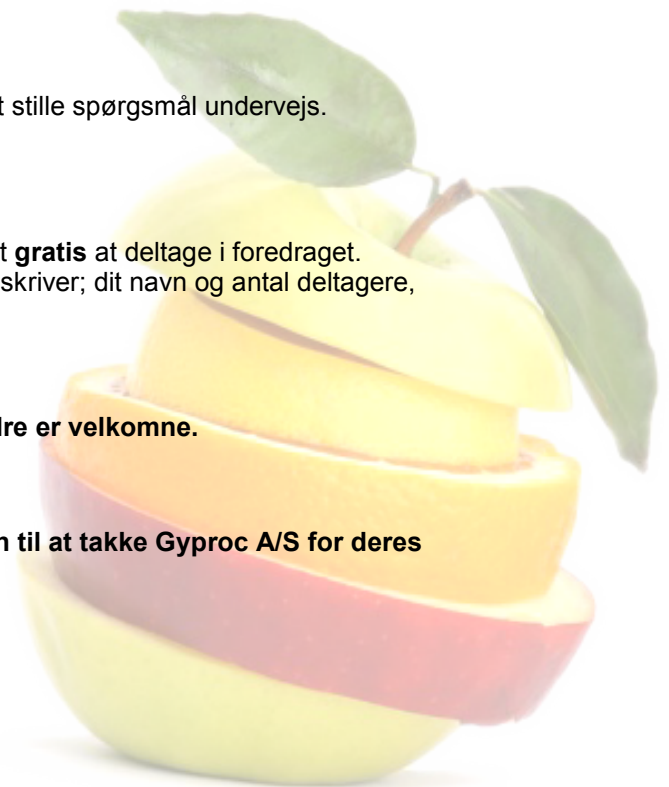 stille spørgsmål undervejs.
gratis at deltage i foredraget.
skriver; dit navn og antal deltagere,
er velkomne.
til at takke Gyproc A/S for deres